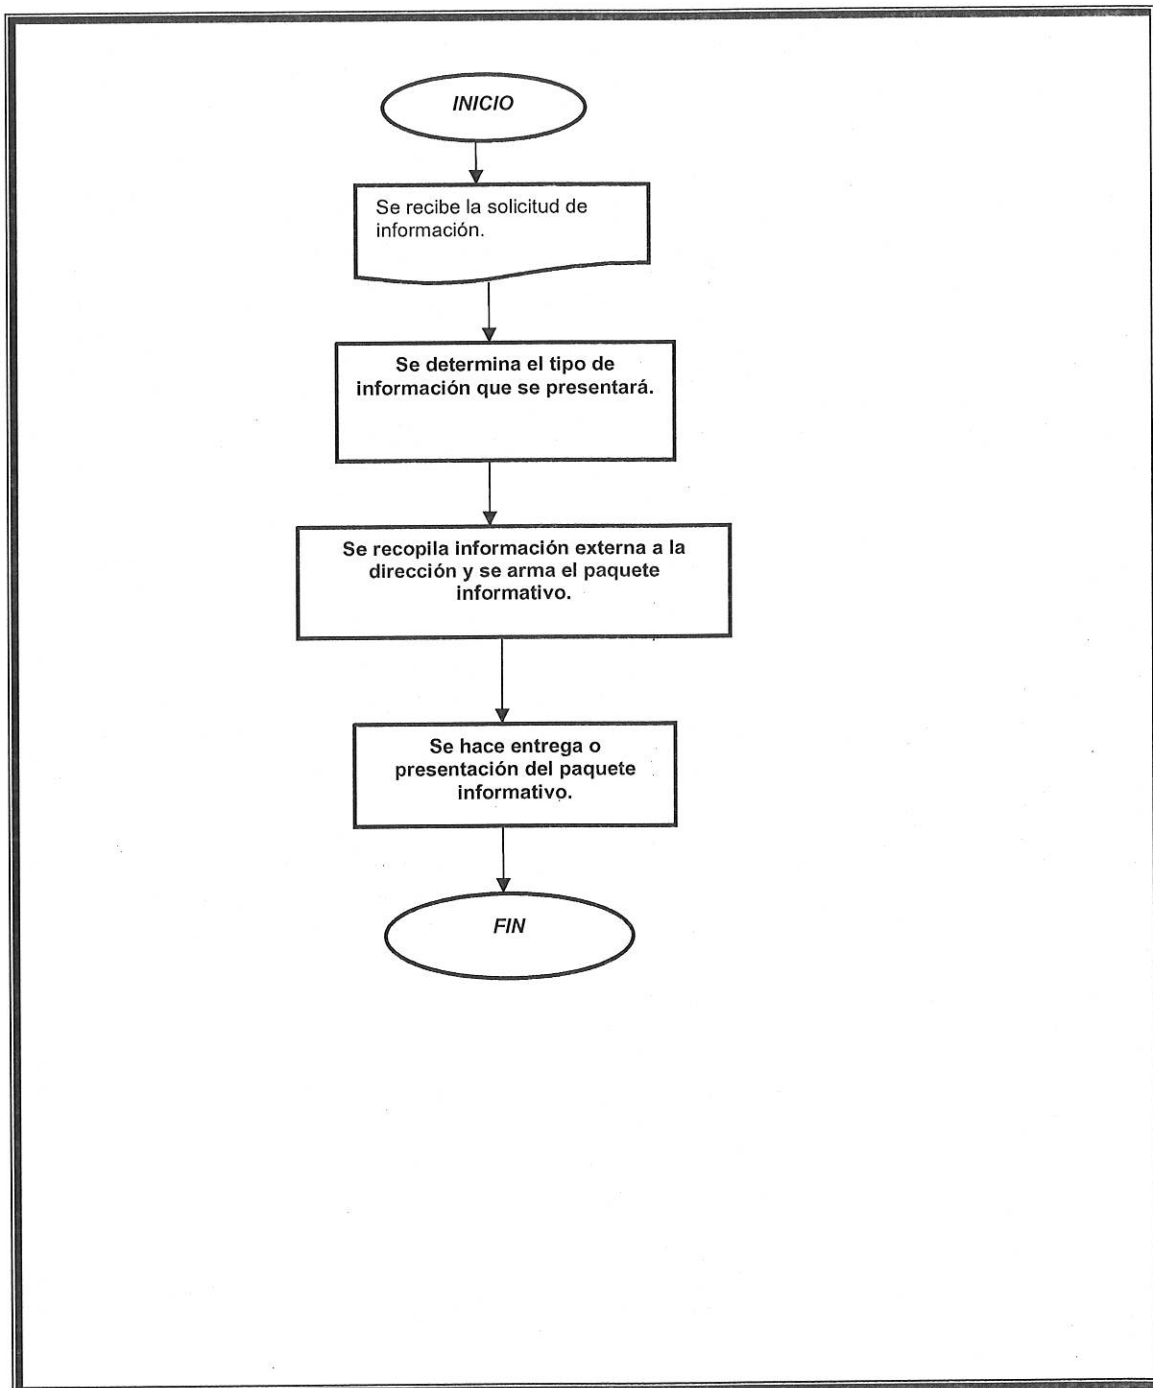 INICIO
Se recibe la solicitud de
información.
Se determina el tipo de
información que se presentará.
Se recopila información externa a la
dirección y se arma el paquete
informativo.
Se hace entrega o
presentación del paquete
informativo.
FIN